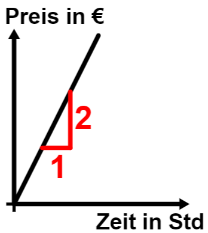 Preis in €
2
1
Zeit in Std